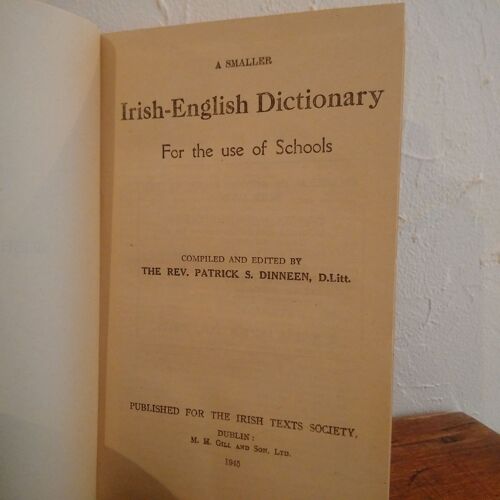 A SMALLER
Irish-English Dictionary
For the use of Schools
COMPILED AND EDITED BY
THE REV. PATRICK S. DINNEEN, D.Litt.
PUBLISHED FOR THE IRISH TEXTS SOCIETY,
DUBLIN:
M. H. GILL AND SON, LTD.
1945